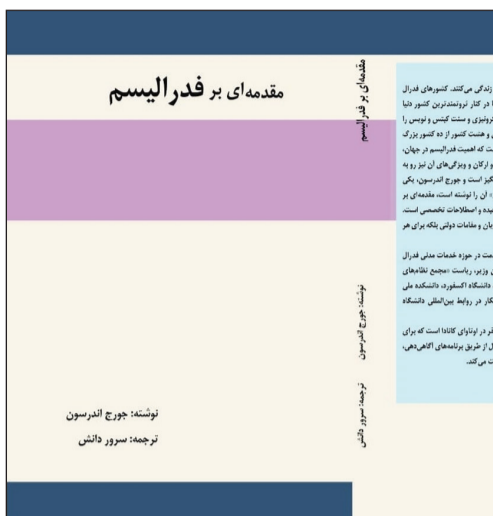 مقدمه‌ای بر فدرالیسم
نوشته: جورج اندرسون
ترجمه: سرور دانش
مقدمه‌ای بر فدرالیسم
نوشته: جورج اندرسون
ترجمه: سرور دانش
زندگی می‌کنند. کشورهای فدرال
در کنار ثروتمندترین کشور دنیا
کرونیزی و سنت کیتس و نویس را
و هشت کشور از ده کشور بزرگ
ست که اهمیت فدرالیسم در جهان،
و ارکان و ویژگی‌های آن نیز رو به
گیز است و جورج اندرسون، یکی
آن را نوشته است. مقدمه‌ای بر
یده و اصطلاحات تخصصی است.
یان و مقامات دولتی بلکه برای هر
مت در حوزه خدمات مدنی فدرال
وزیر، ریاست «مجمع نظام‌های
دانشگاه آکسفورد، دانشکده ملی
کار در روابط بین‌المللی دانشگاه
قر در اوتاوای کانادا است که برای
ل از طریق برنامه‌های آگاهی‌دهی،
ت می‌کند.